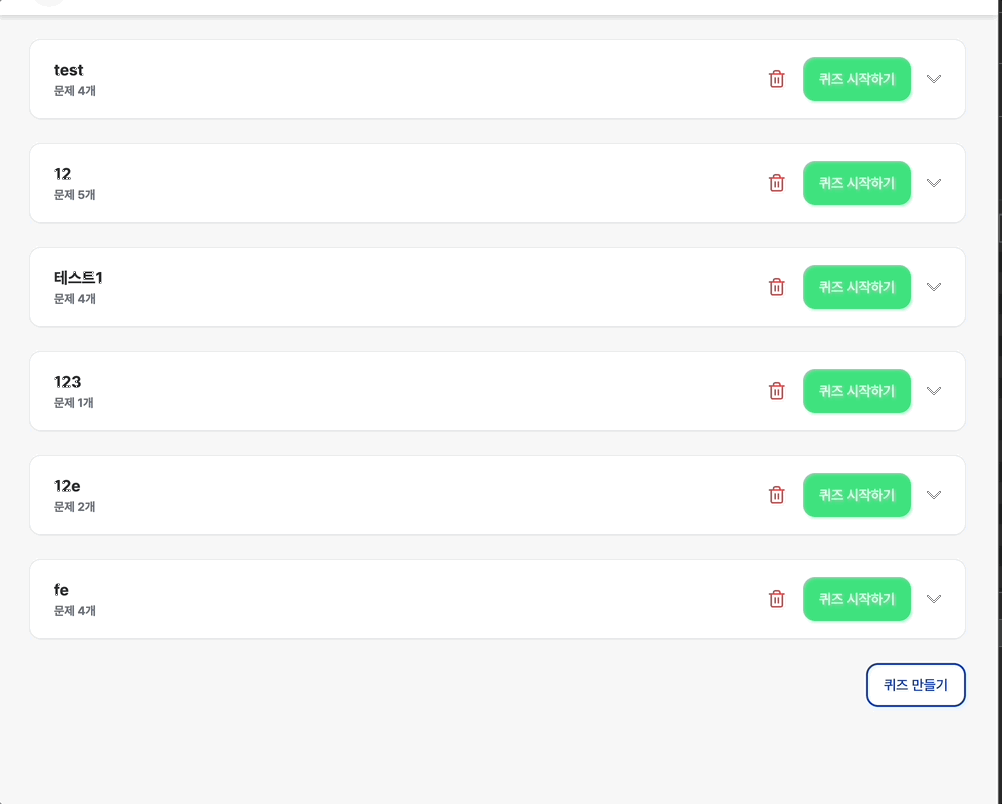 test
문제 4개
퀴즈 시작하기
12
문제 5개
퀴즈 시작하기
테스트1
문제 4개
퀴즈 시작하기
123
문제 1개
퀴즈 시작하기
12e
문제 2개
퀴즈 시작하기
fe
문제 4개
퀴즈 시작하기
퀴즈 만들기